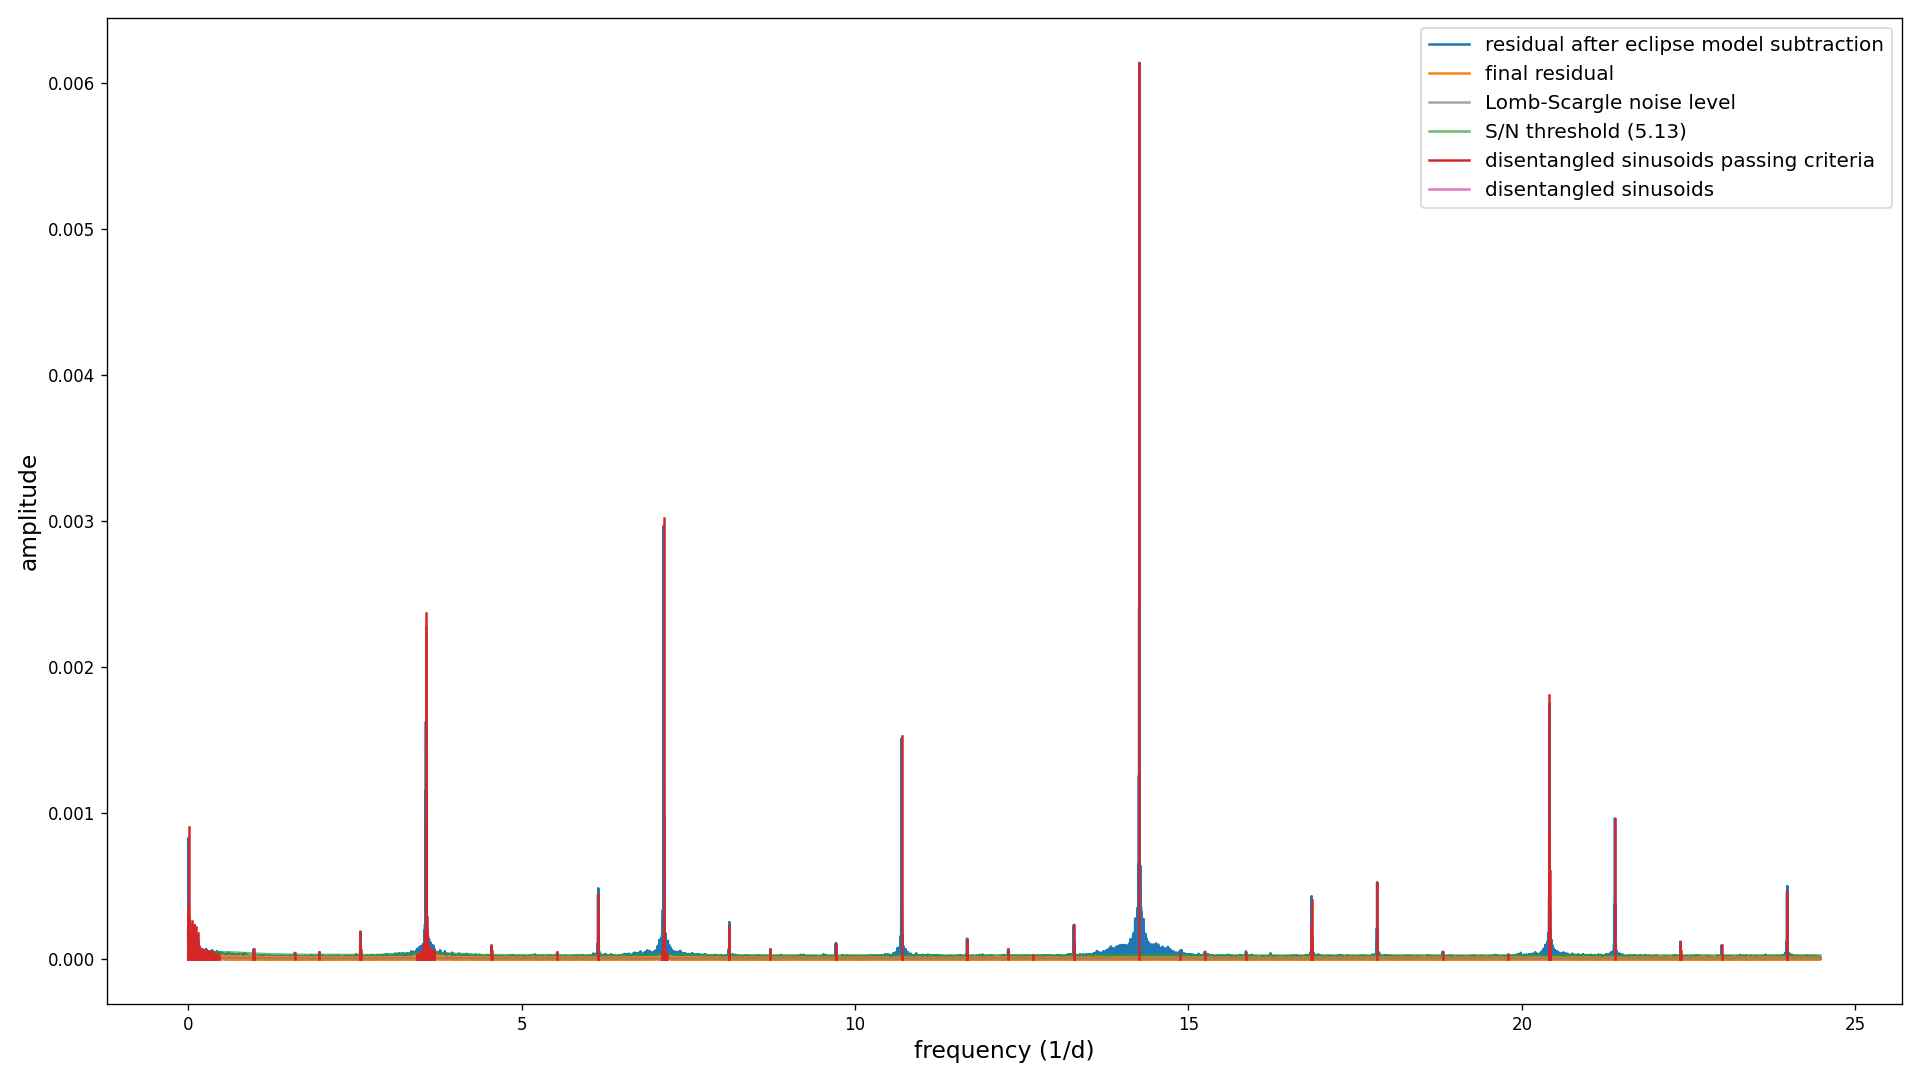 residual after eclipse model subtraction
final residual
Lomb-Scargle noise level
S/N threshold (5.13)
disentangled sinusoids passing criteria
disentangled sinusoids
0.006
0.005
0.004
0.003
0.002
0.001
0.000
amplitude
0 5 10 15 20 25
frequency (1/d)